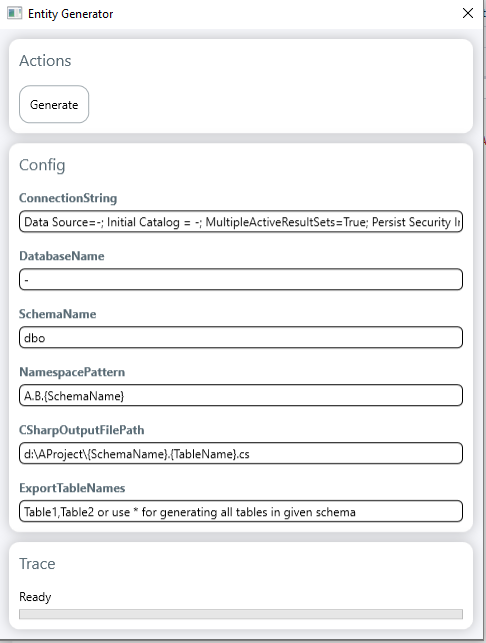 Entity Generator
Actions
Generate
Config
ConnectionString
Data Source=-; Initial Catalog = -; MultipleActiveResultSets=True; Persist Security
DatabaseName
-
SchemaName
dbo
NamespacePattern
A.B.{SchemaName}
CSharpOutputFilePath
d:\AProject\{SchemaName}.{TableName}.cs
ExportTableNames
Table1,Table2 or use * for generating all tables in given schema
Trace
Ready